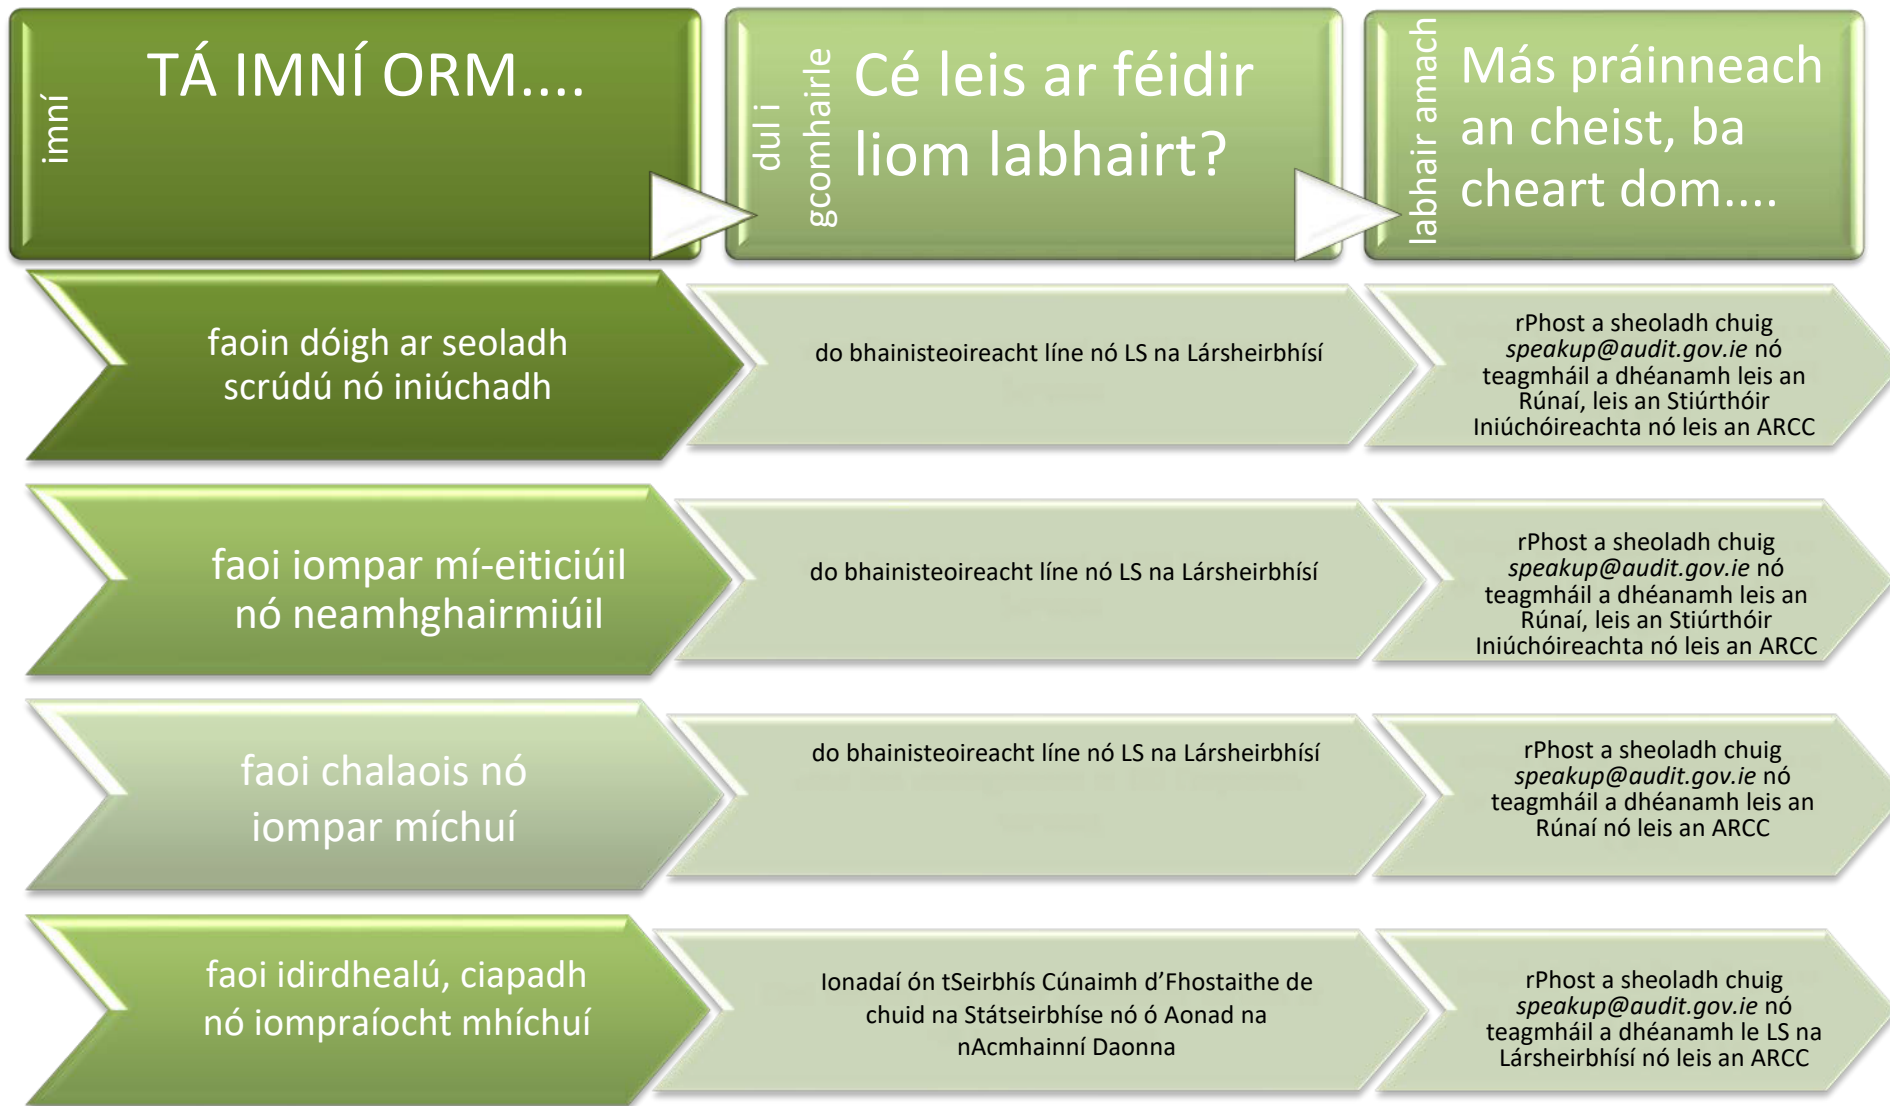 imní
TÁ IMNÍ ORM....
dul i
gcomhairle
Cé leis ar féidir
liom labhairt?
labhair amach
Más práinneach
an cheist, ba
cheart dom....
faoin dóigh ar seoladh
scrúdú nó iniúchadh
do bhainisteoireacht líne nó LS na Lársheirbhísí
rPhost a sheoladh chuig
speakup@audit.gov.ie nó
teagmháil a dhéanamh leis an
Rúnaí, leis an Stiúrthóir
Iniúchóireachta nó leis an ARCC
faoi iompar mí-eiticiúil
nó neamhghairmiúil
do bhainisteoireacht líne nó LS na Lársheirbhísí
rPhost a sheoladh chuig
speakup@audit.gov.ie nó
teagmháil a dhéanamh leis an
Rúnaí, leis an Stiúrthóir
Iniúchóireachta nó leis an ARCC
faoi chalaois nó
iompar míchuí
do bhainisteoireacht líne nó LS na Lársheirbhísí
rPhost a sheoladh chuig
speakup@audit.gov.ie nó
teagmháil a dhéanamh leis an
Rúnaí nó leis an ARCC
faoi idirdhealú, ciapadh
nó iompraíocht mhíchuí
Ionadaí ón tSeirbhís Cúnaimh d’Fhostaithe de
chuid na Státseirbhíse nó ó Aonad na
nAcmhainní Daonna
rPhost a sheoladh chuig
speakup@audit.gov.ie nó
teagmháil a dhéanamh le LS na
Lársheirbhísí nó leis an ARCC